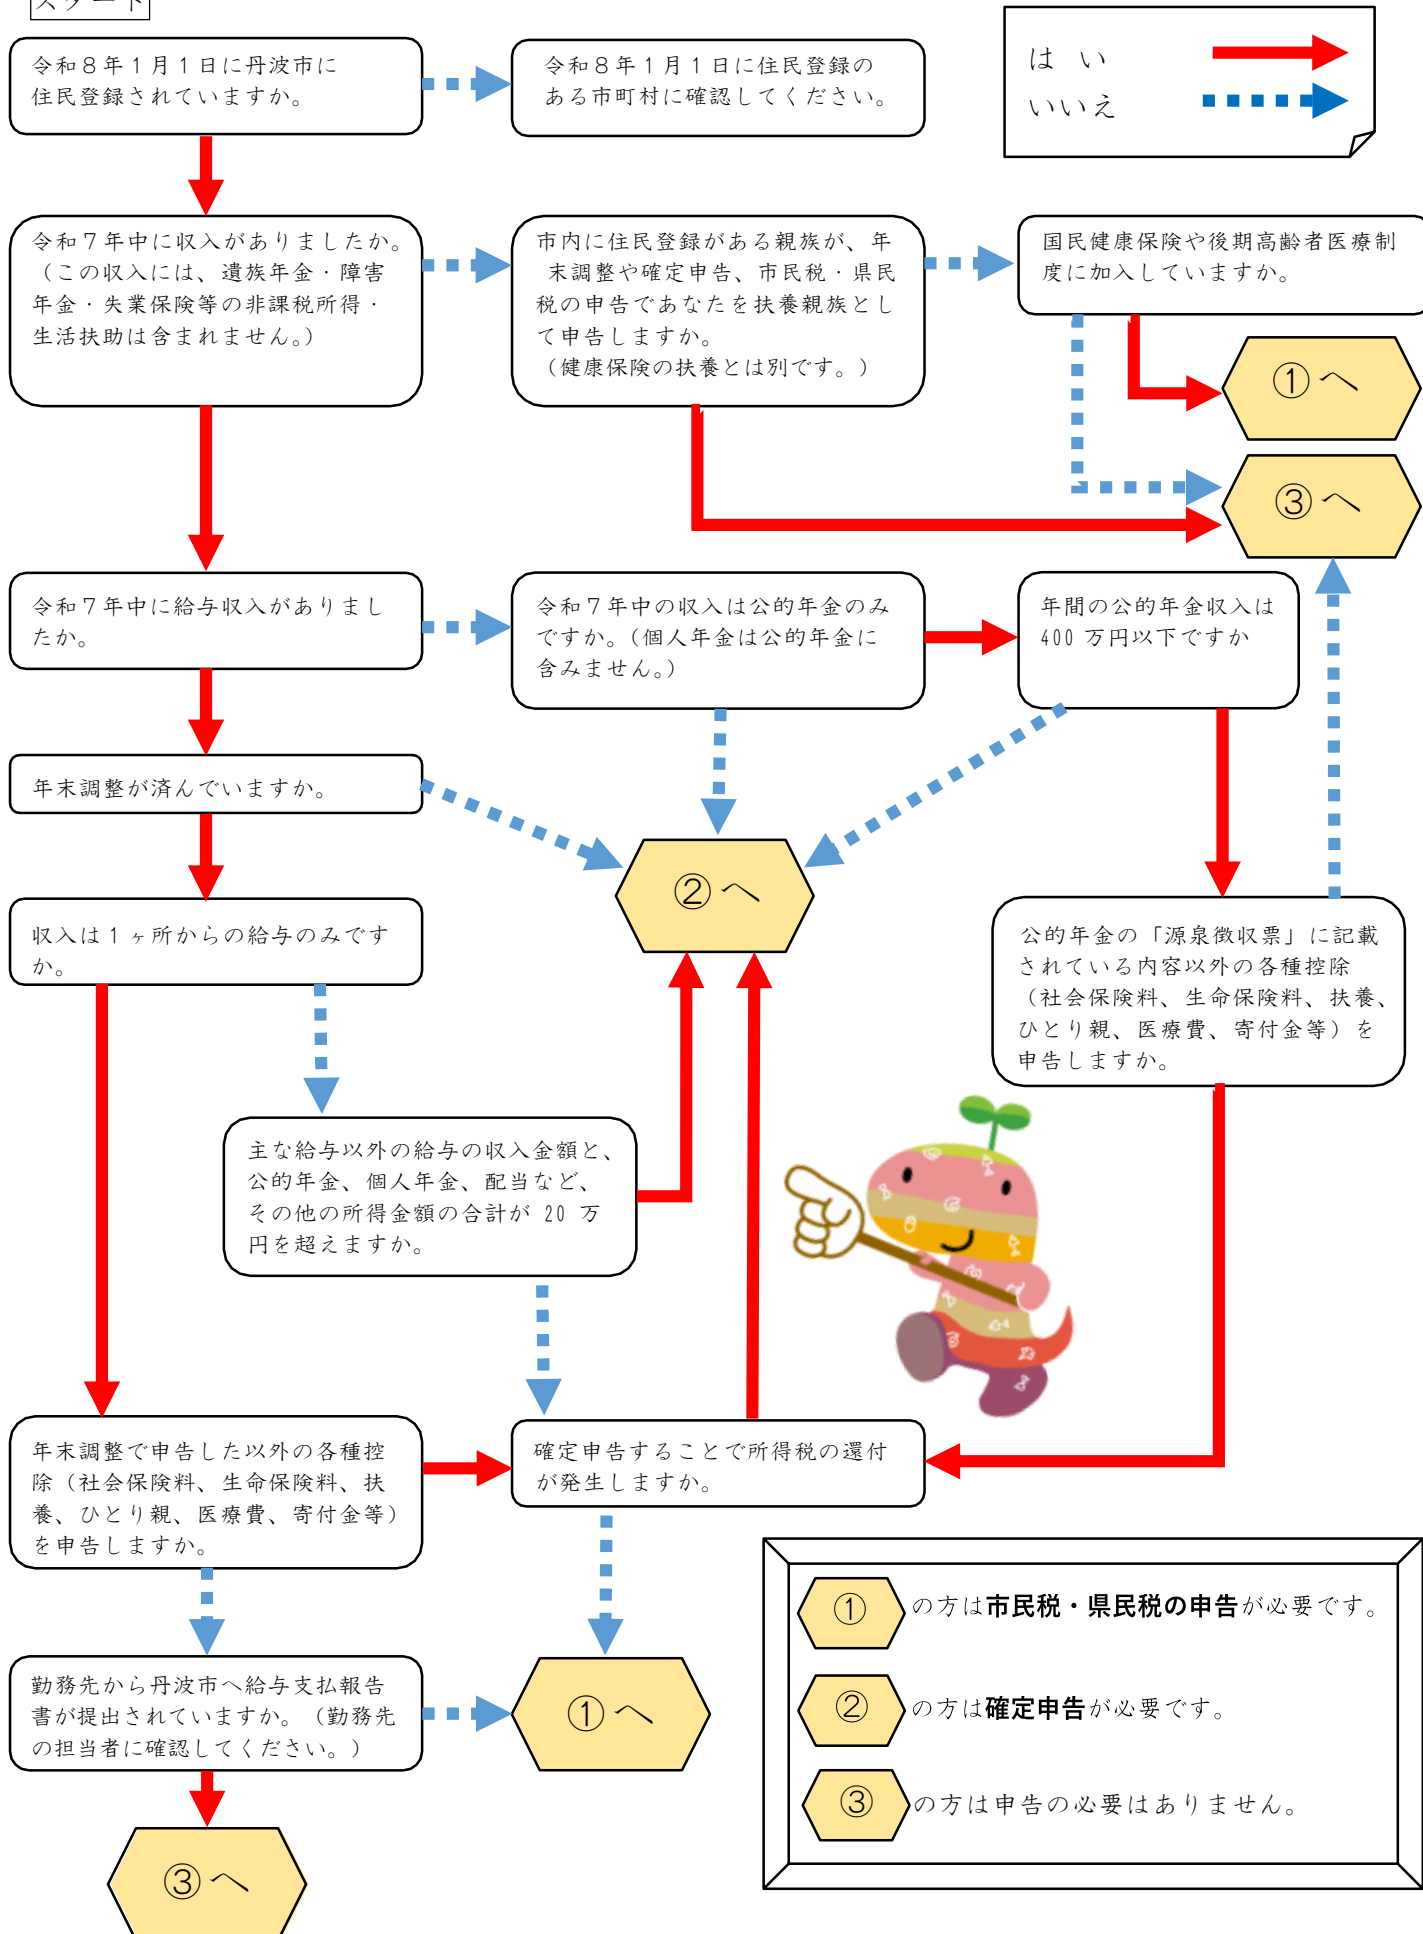 スタート
は い
いいえ
令和８年１月１日に丹波市に
住民登録されていますか。
令和８年１月１日に住民登録の
ある市町村に確認してください。
令和７年中に収入がありましたか。
（この収入には、遺族年金・障害
年金・失業保険等の非課税所得・
生活扶助は含まれません。）
市内に住民登録がある親族が、年
末調整や確定申告、市民税・県民
税の申告であなたを扶養親族とし
て申告しますか。
（健康保険の扶養とは別です。）
国民健康保険や後期高齢者医療制
度に加入していますか。
①へ
③へ
令和７年中に給与収入がありまし
たか。
令和７年中の収入は公的年金のみ
ですか。（個人年金は公的年金に
含みません。）
年間の公的年金収入は
400 万円以下ですか
年末調整が済んでいますか。
②へ
収入は１ヶ所からの給与のみです
か。
公的年金の「源泉徴収票」に記載
されている内容以外の各種控除
（社会保険料、生命保険料、扶養、
ひとり親、医療費、寄付金等）を
申告しますか。
主な給与以外の給与の収入金額と、
公的年金、個人年金、配当など、
その他の所得金額の合計が 20 万
円を超えますか。
年末調整で申告した以外の各種控
除（社会保険料、生命保険料、扶
養、ひとり親、医療費、寄付金等）
を申告しますか。
確定申告することで所得税の還付
が発生しますか。
勤務先から丹波市へ給与支払報告
書が提出されていますか。（勤務先
の担当者に確認してください。）
①へ
③へ
①の方は市民税・県民税の申告が必要です。
②の方は確定申告が必要です。
③の方は申告の必要はありません。